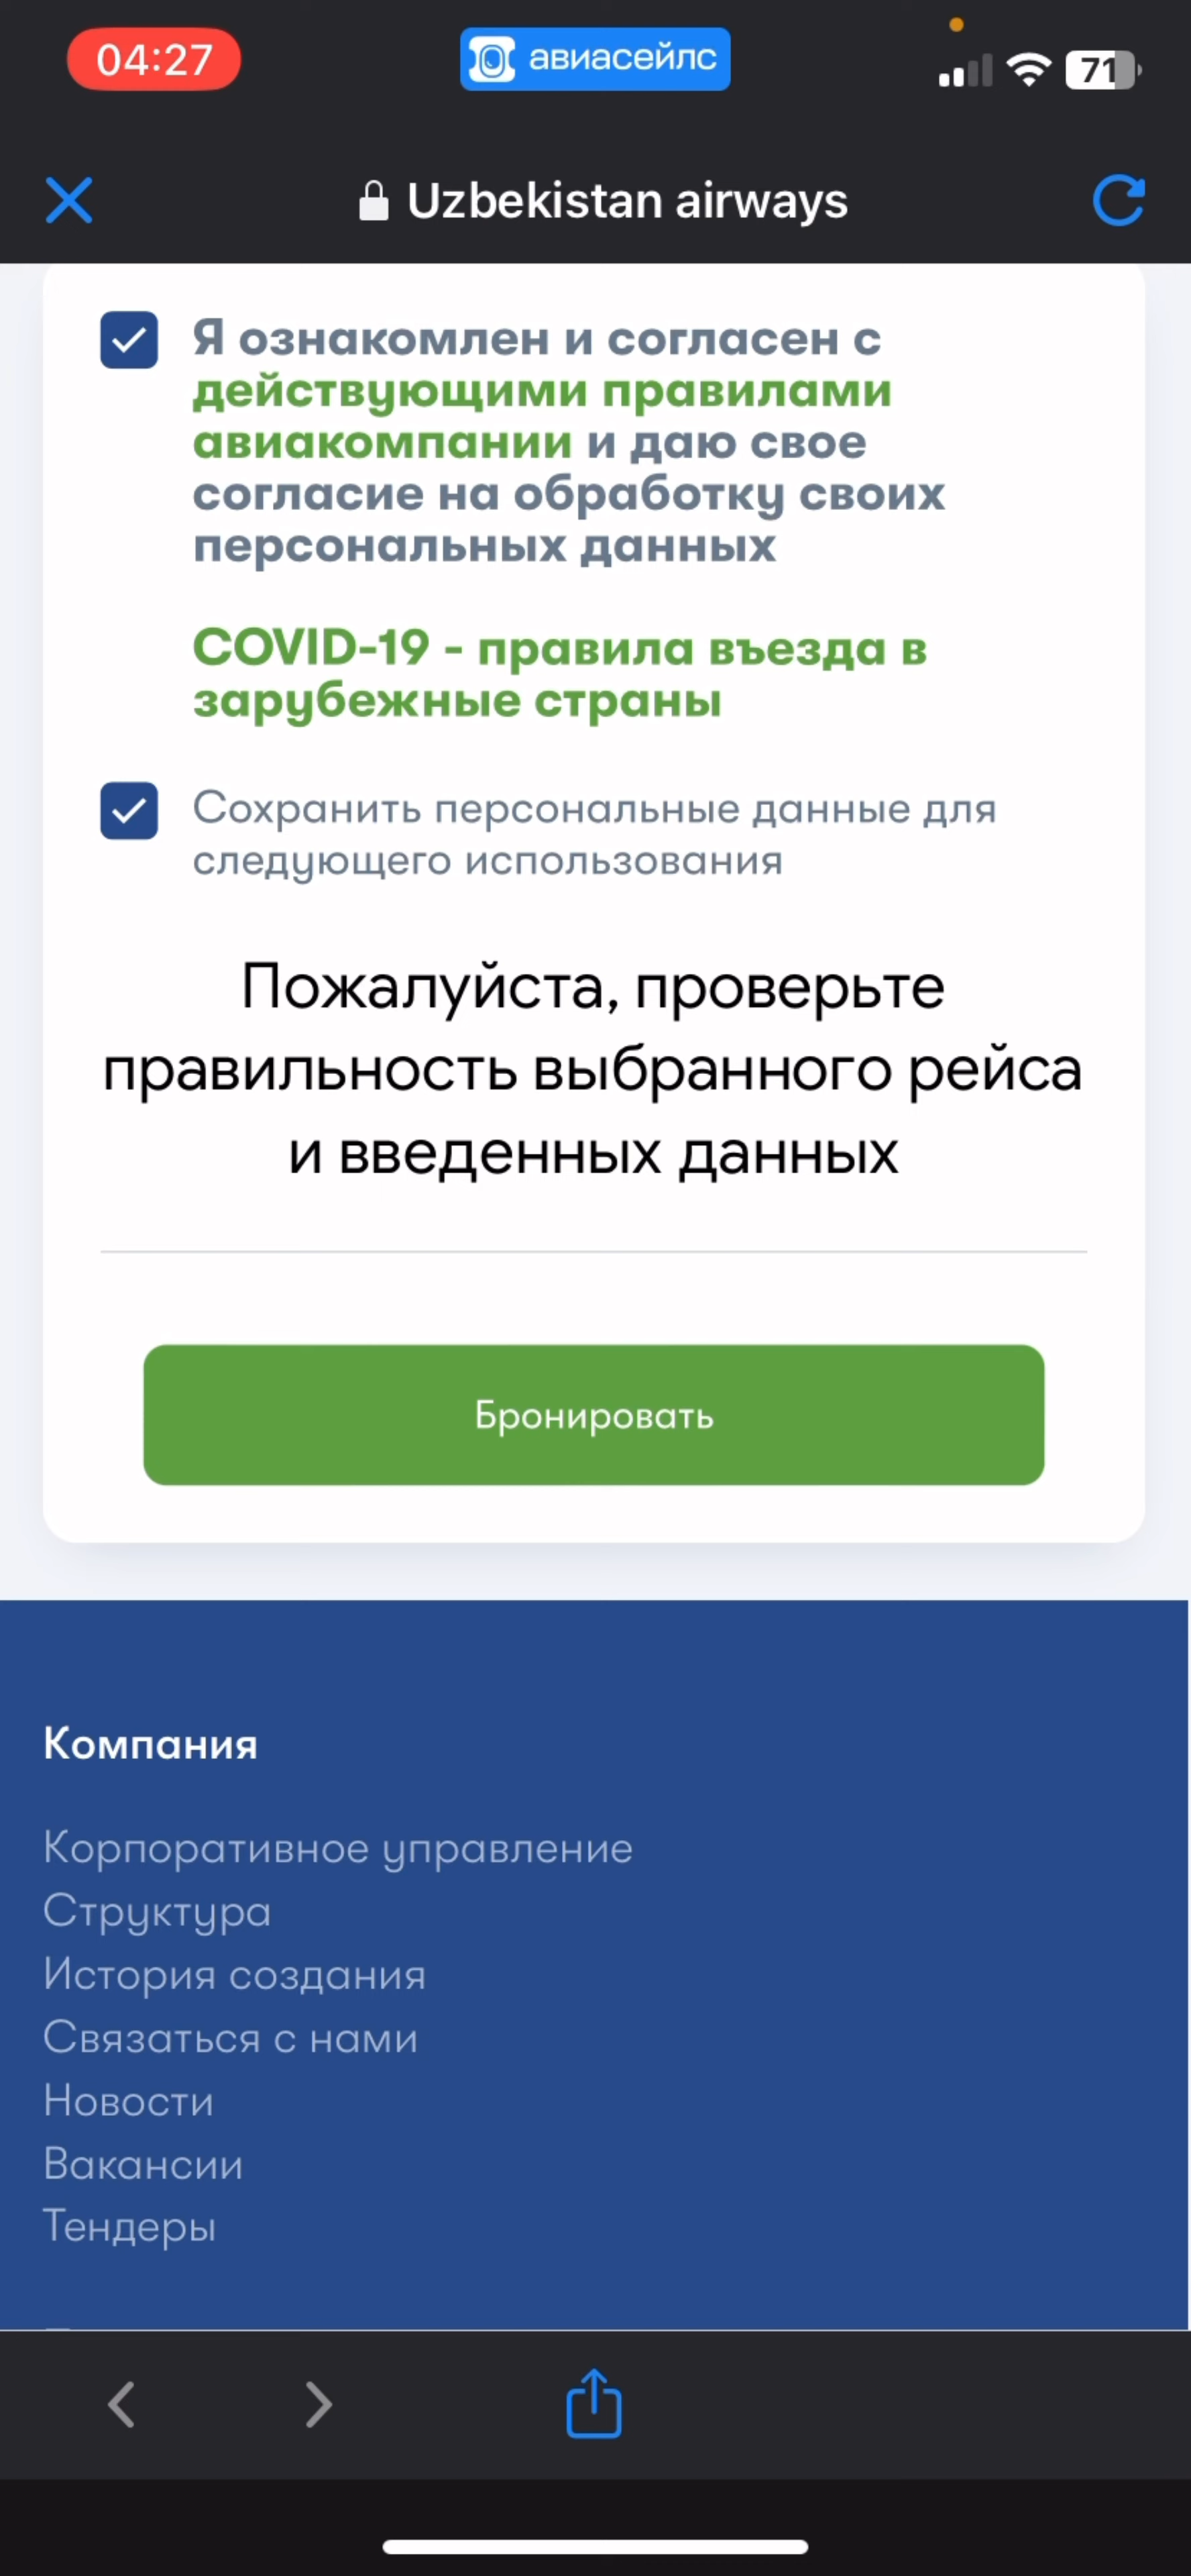 04:27
авиасейлс
71
Uzbekistan airways
Я ознакомлен и согласен с
действующими правилами
авиакомпании и даю свое
согласие на обработку своих
персональных данных
COVID-19 - правила въезда в
зарубежные страны
Сохранить персональные данные для
следующего использования
Пожалуйста, проверьте
правильность выбранного рейса
и введенных данных
Бронировать
Компания
Корпоративное управление
Структура
История создания
Связаться с нами
Новости
Вакансии
Тендеры